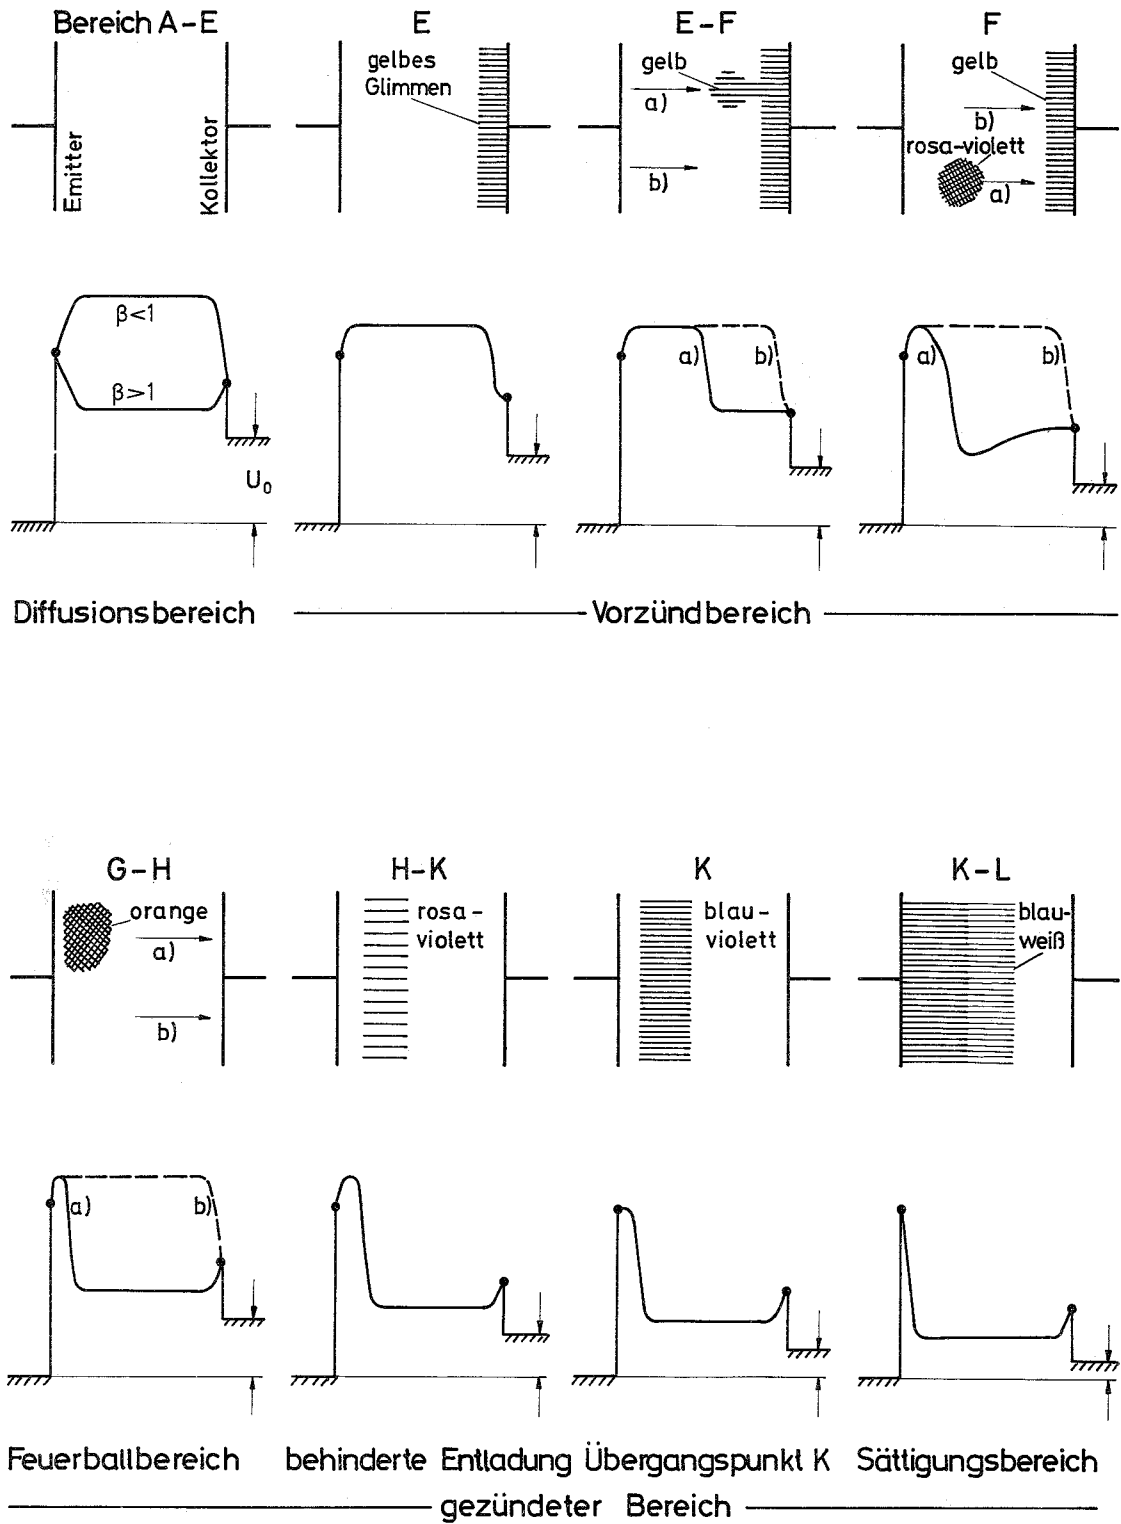 Bereich A-E
Emitter
Kollektor
β<1
β>1
U₀
Diffusionsbereich
E
gelbes
Glimmen
E-F
gelb
a)
b)
a)
b)
F
gelb
b)
rosa-violett
a)
a)
b)
Vorzündbereich
G-H
orange
a)
b)
a)
b)
Feuerballbereich
H-K
rosa-
violett
behinderte Entladung
K
blau-
violett
Übergangspunkt K
K-L
blau-
weiß
Sättigungsbereich
gezündeter Bereich